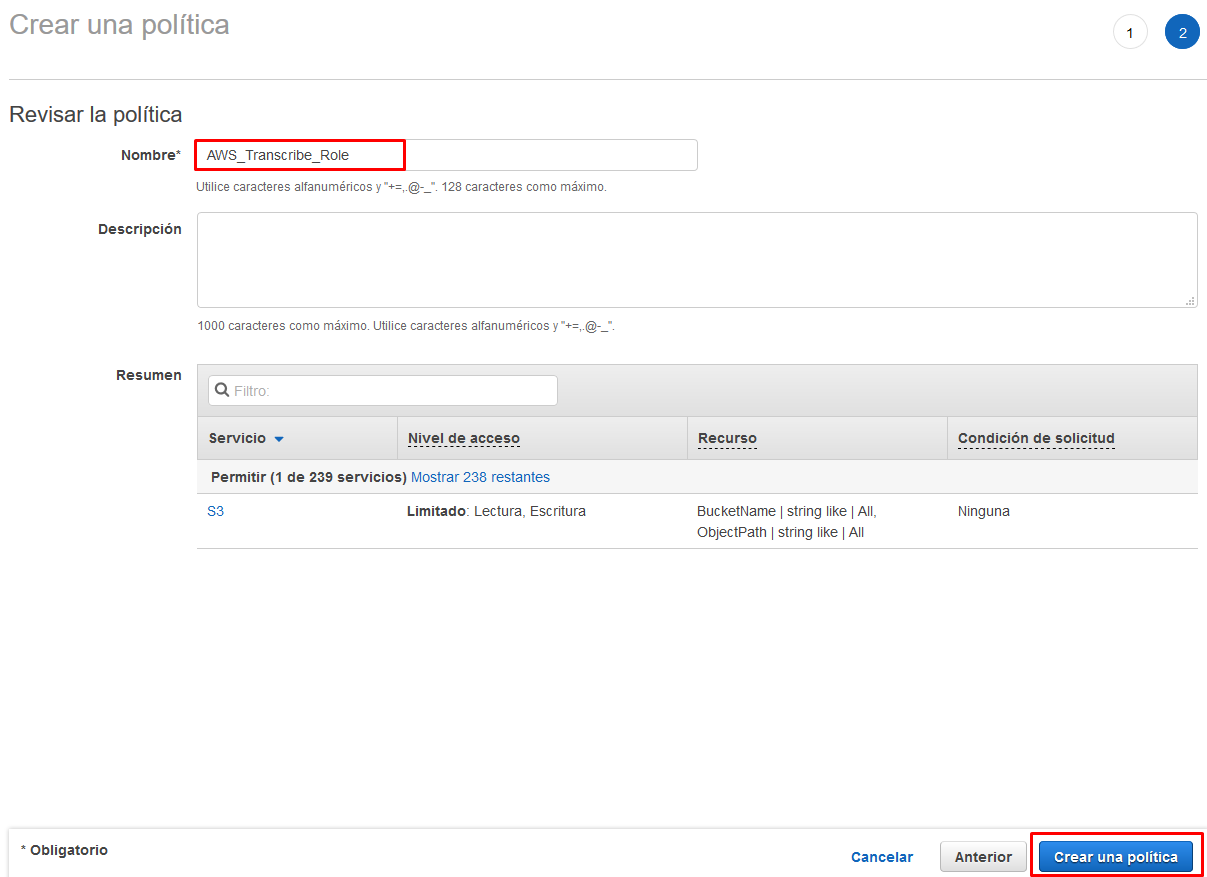 Crear una política
1
2
Revisar la política
Nombre*
AWS_Transcribe_Role
Utilice caracteres alfanuméricos y "+=,.@-_". 128 caracteres como máximo.
Descripción
1000 caracteres como máximo. Utilice caracteres alfanuméricos y "+=,.@-_".
Resumen
Filtro:
Servicio Nivel de acceso Recurso Condición de solicitud
Permitir (1 de 239 servicios) Mostrar 238 restantes
S3 Limitado: Lectura, Escritura BucketName | string like | All, Ninguna
ObjectPath | string like | All
* Obligatorio
Cancelar Anterior Crear una política